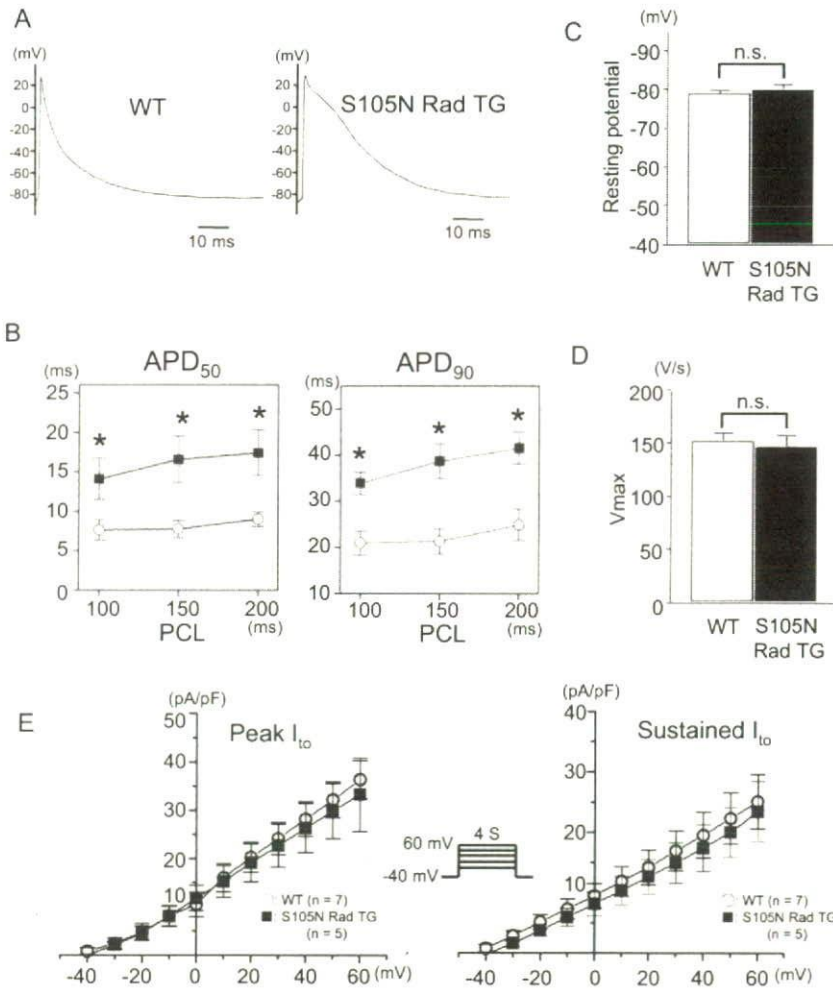 A
(mV)
20
0
-20
-40
-60
-80
WT
10 ms
(mV)
20
0
-20
-40
-60
-80
S105N Rad TG
10 ms
C
(mV)
-90
-80
-70
-60
-50
-40
Resting potential
n.s.
WT S105N
Rad TG
B
APD50
(ms)
25
20
15
10
5
0
* * *
100 150 200
(ms)
PCL
APD90
(ms)
50
40
30
20
10
* * *
100 150 200
(ms)
PCL
D
(V/s)
200
150
100
50
0
Vmax
n.s.
WT S105N
Rad TG
E
(pA/pF)
50
40
30
20
10
Peak Ito
WT (n = 7)
S105N Rad TG
(n = 5)
-40 -20 0 20 40 60 (mV)
4 S
60 mV
-40 mV
(pA/pF)
40
30
20
10
Sustained Ito
WT (n = 7)
S105N Rad TG
(n = 5)
-40 -20 0 20 40 60 (mV)